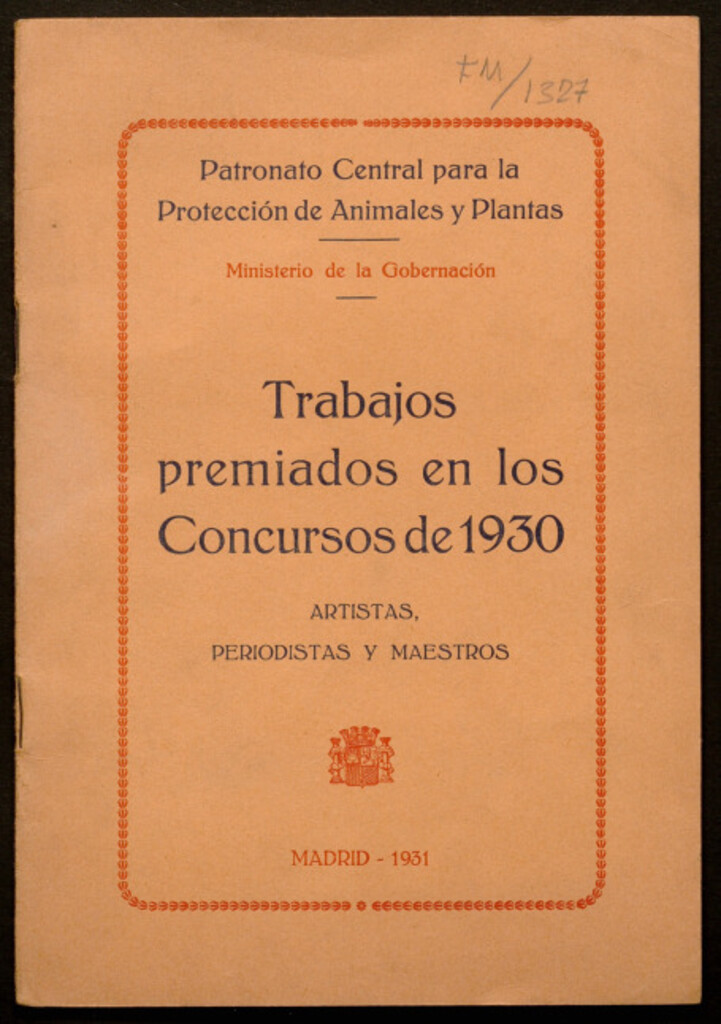 FM/1327
Patronato Central para la
Protección de Animales y Plantas
Ministerio de la Gobernación
Trabajos
premiados en los
Concursos de 1930
ARTISTAS,
PERIODISTAS Y MAESTROS
MADRID - 1931